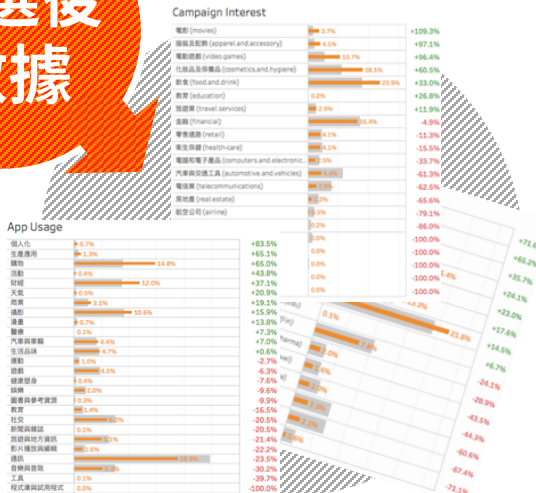 選後
數據
Campaign Interest
電影 (movies) 3.7% +109.3%
服裝及配飾 (apparel.and.accessory) 4.1% +97.1%
電動遊戲 (video.games) 10.7% +96.4%
化妝品及保養品 (cosmetics.and.hygiene) 18.1% +60.5%
飲食 (food.and.drink) 23.9% +33.0%
教育 (education) 0.2% +26.8%
旅遊業 (travel.services) 2.9% +11.9%
金融 (financial) 16.4% -4.9%
零售通路 (retail) 4.1% -11.3%
衛生保健 (health-care) 4.1% -15.5%
電腦和電子產品 (computers.and.electronic.. 2.5% -33.7%
汽車與交通工具 (automotive.and.vehicles) -61.3%
電信業 (telecommunications) -62.5%
房地產 (real.estate) -65.6%
航空公司 (airline) -79.1%
0.2% -86.0%
0.0% -100.0%
0.0% -100.0%
0.0% -100.0%
0.0% -100.0%
0.0% -100.0%
App Usage
個人化 0.7% +83.5%
生產應用 1.3% +65.1%
購物 14.8% +65.0%
活動 0.4% +43.8%
財經 12.0% +37.1%
天氣 0.5% +20.9%
商業 3.1% +19.1%
攝影 10.6% +15.9%
漫畫 0.7% +13.8%
醫療 0.1% +7.3%
汽車與車輛 4.4% +7.0%
生活品味 4.7% +0.6%
運動 1.0% -2.7%
遊戲 4.5% -6.3%
健康塑身 0.4% -7.6%
娛樂 2.0% -9.6%
圖書與參考資源 0.3% -9.9%
教育 1.4% -16.5%
社交 -20.5%
新聞與雜誌 0.1% -20.5%
旅遊與地方資訊 -21.4%
影片播放與編輯 1.6% -22.2%
通訊 -23.5%
音樂與音效 -30.2%
工具 0.1% -39.7%
程式庫與試用程式 0.0% -100.0%
+71.6
+65.2%
+35.7%
+24.1%
+23.0%
21.8% +17.6%
0.1% +14.5%
+6.7%
-24.1%
-28.9%
-43.5%
-44.3%
-60.6%
-67.4%
-71.1%